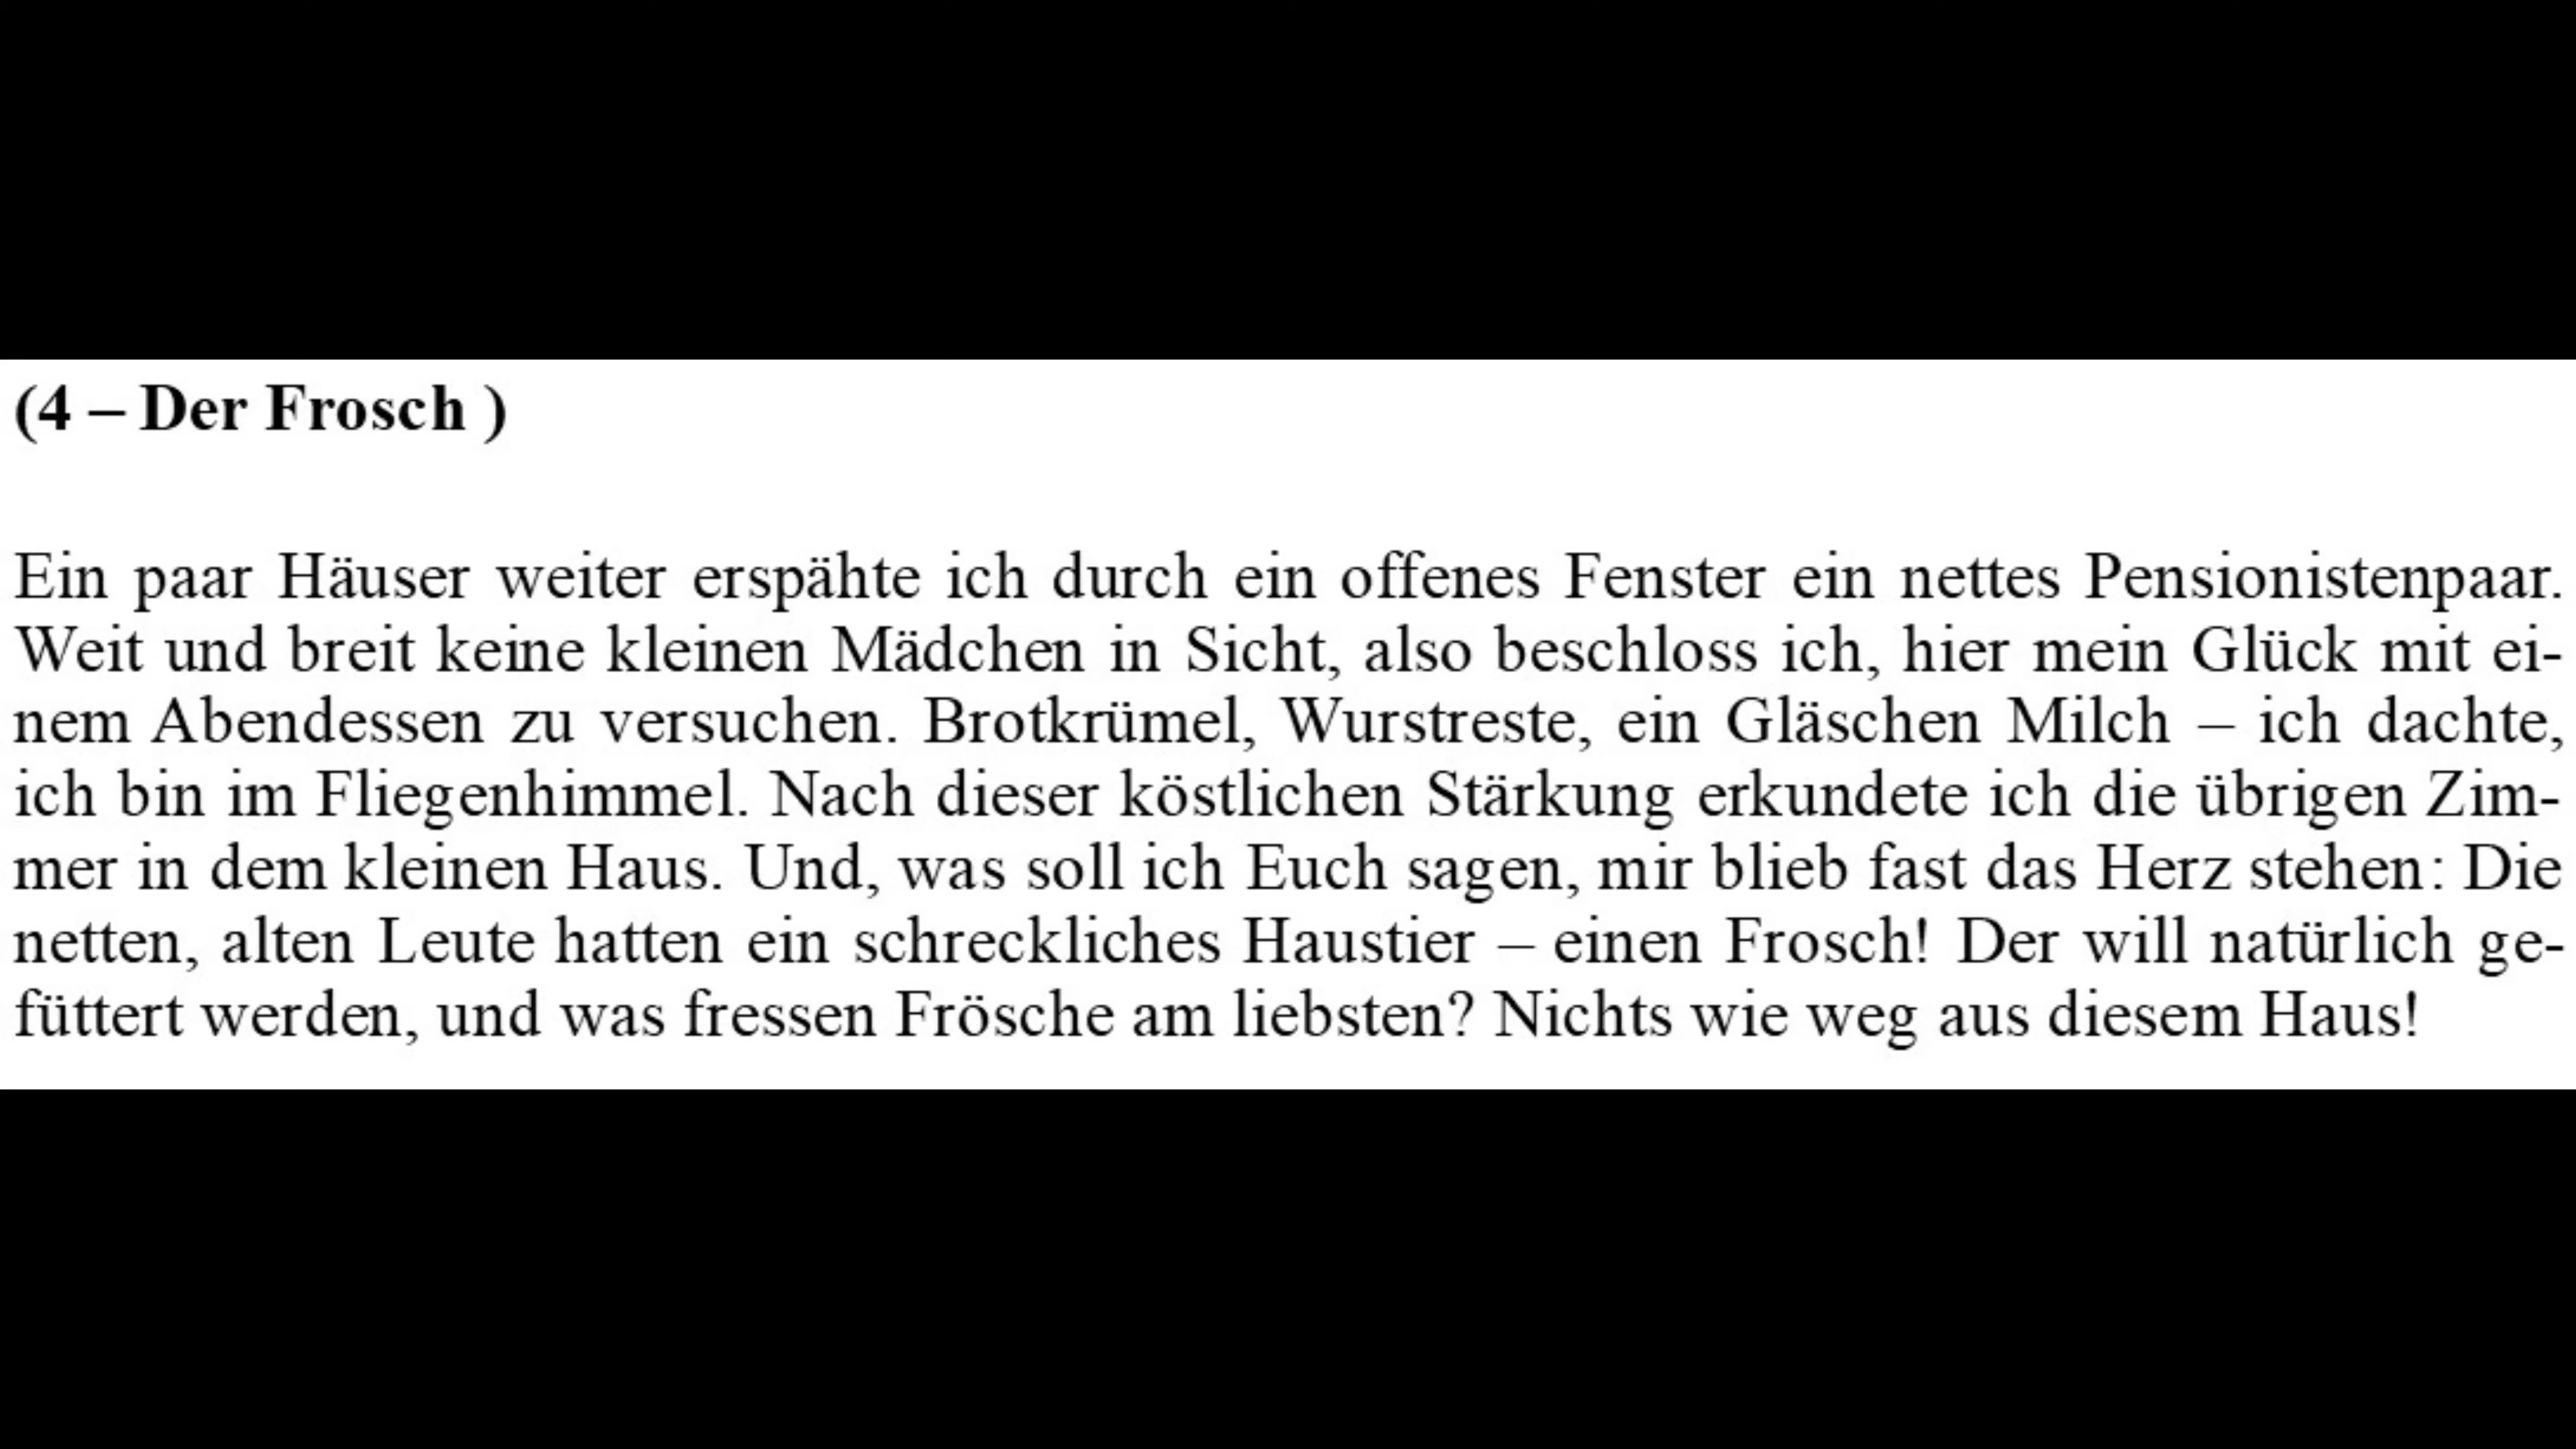 (4 – Der Frosch )
Ein paar Häuser weiter erspähte ich durch ein offenes Fenster ein nettes Pensionistenpaar.
Weit und breit keine kleinen Mädchen in Sicht, also beschloss ich, hier mein Glück mit ei-
nem Abendessen zu versuchen. Brotkrümel, Wurstreste, ein Gläschen Milch – ich dachte,
ich bin im Fliegenhimmel. Nach dieser köstlichen Stärkung erkundete ich die übrigen Zim-
mer in dem kleinen Haus. Und, was soll ich Euch sagen, mir blieb fast das Herz stehen: Die
netten, alten Leute hatten ein schreckliches Haustier – einen Frosch! Der will natürlich ge-
füttert werden, und was fressen Frösche am liebsten? Nichts wie weg aus diesem Haus!